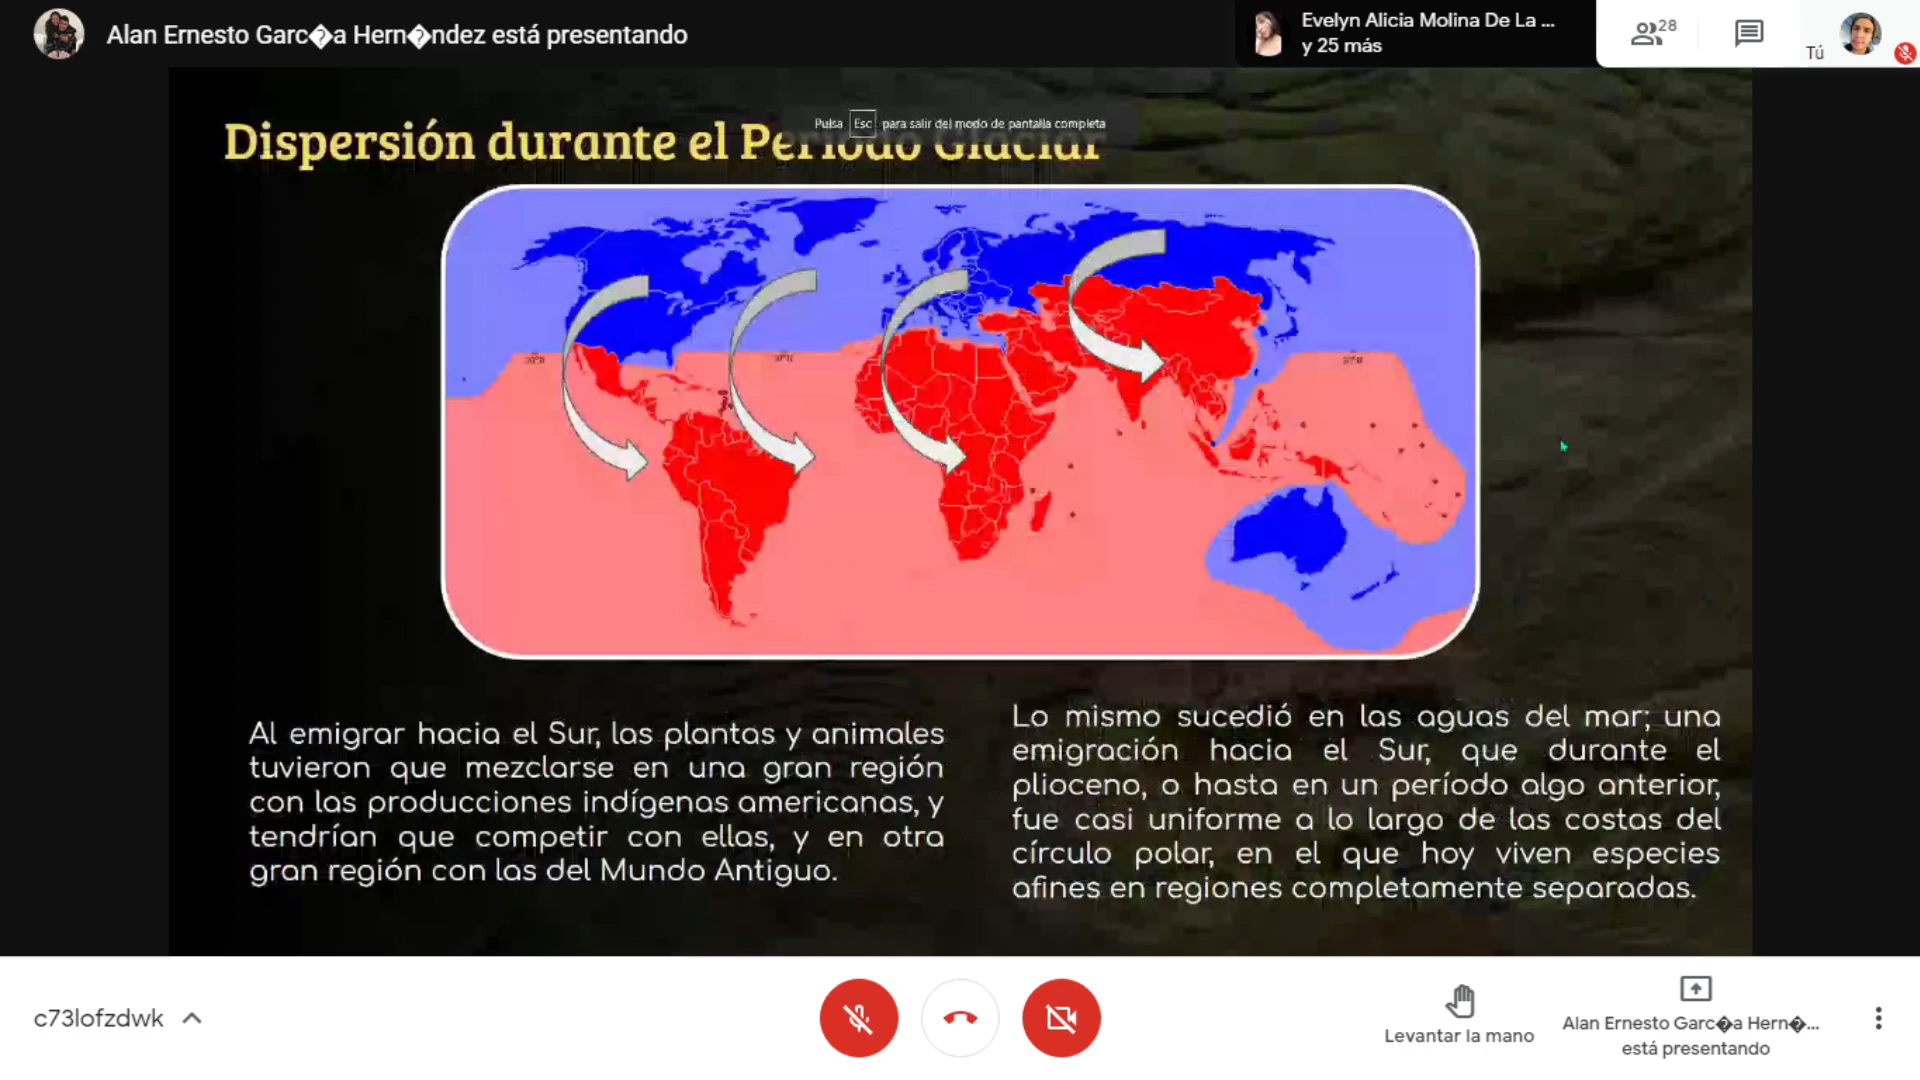 Alan Ernesto Garc�a Hern�ndez está presentando
Evelyn Alicia Molina De La ...
y 25 más
28
Tú
Pulsa Esc para salir del modo de pantalla completa
Dispersión durante el Período Glaciar
Al emigrar hacia el Sur, las plantas y animales
tuvieron que mezclarse en una gran región
con las producciones indígenas americanas, y
tendrían que competir con ellas, y en otra
gran región con las del Mundo Antiguo.
Lo mismo sucedió en las aguas del mar; una
emigración hacia el Sur, que durante el
plioceno, o hasta en un período algo anterior,
fue casi uniforme a lo largo de las costas del
círculo polar, en el que hoy viven especies
afines en regiones completamente separadas.
c73lofzdwk
Levantar la mano
Alan Ernesto Garc�a Hern�...
está presentando